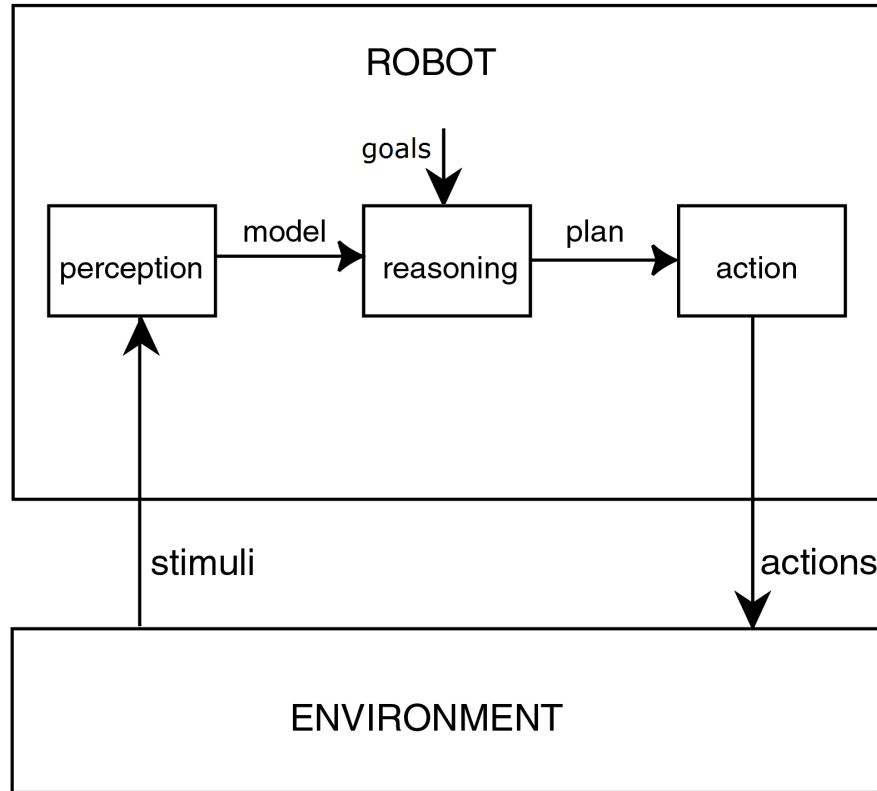 ROBOT
goals
model
plan
perception
reasoning
action
stimuli
actions
ENVIRONMENT